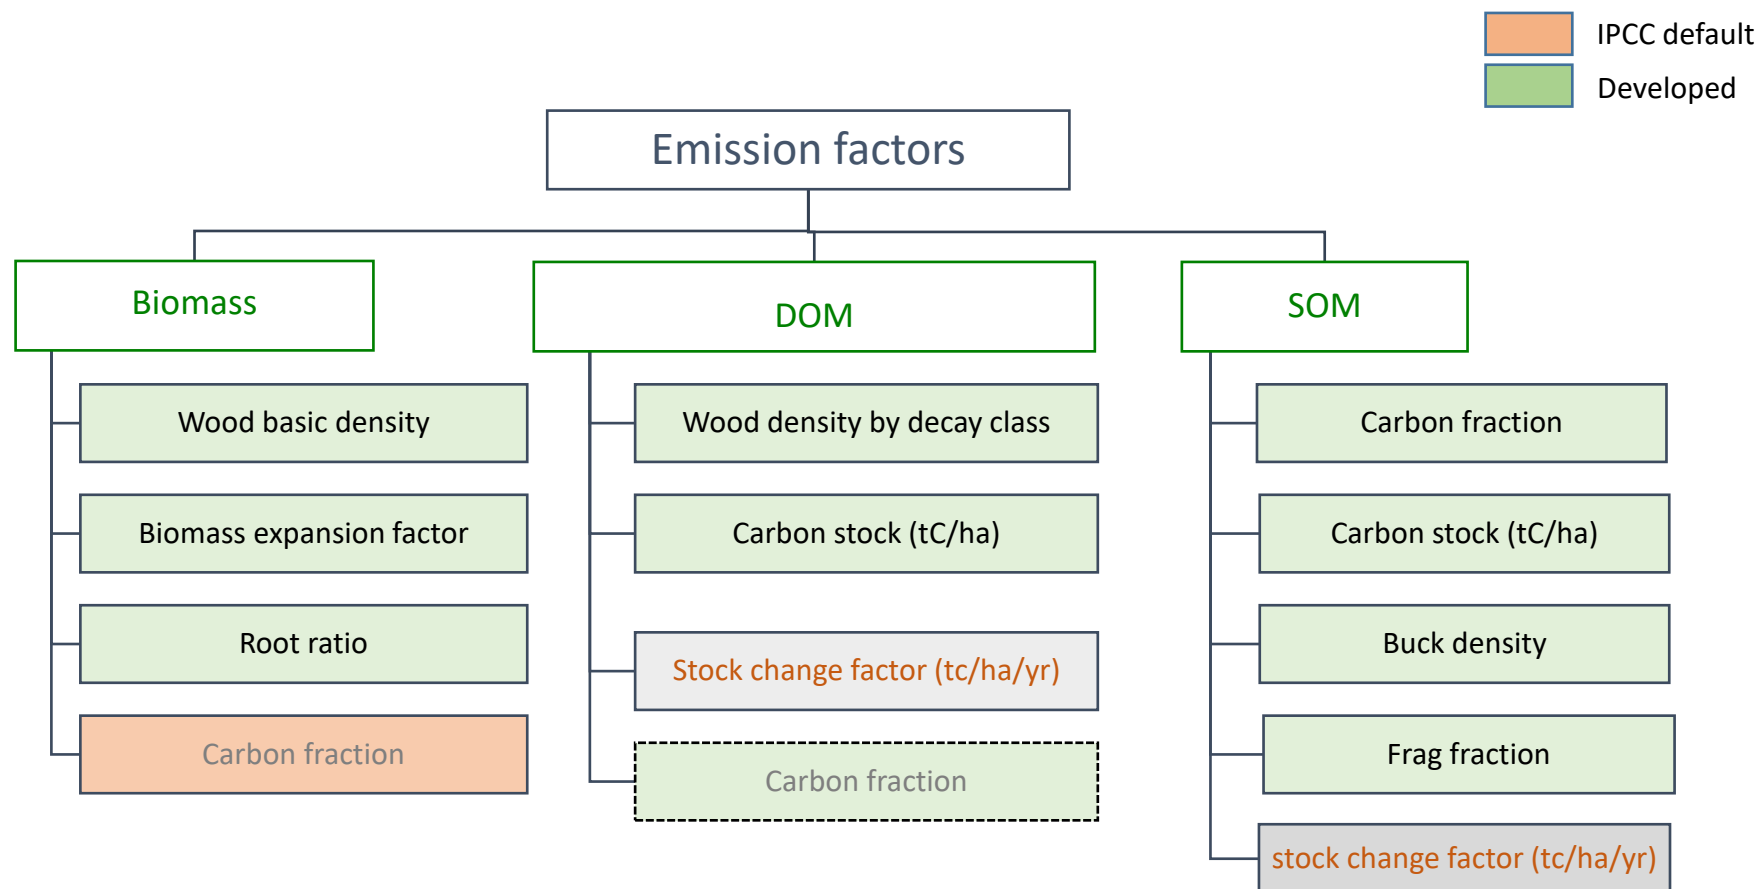 IPCC default
Developed
Emission factors
Biomass
DOM
SOM
Wood basic density
Biomass expansion factor
Root ratio
Carbon fraction
Wood density by decay class
Carbon stock (tC/ha)
Stock change factor (tc/ha/yr)
Carbon fraction
Carbon fraction
Carbon stock (tC/ha)
Buck density
Frag fraction
stock change factor (tc/ha/yr)